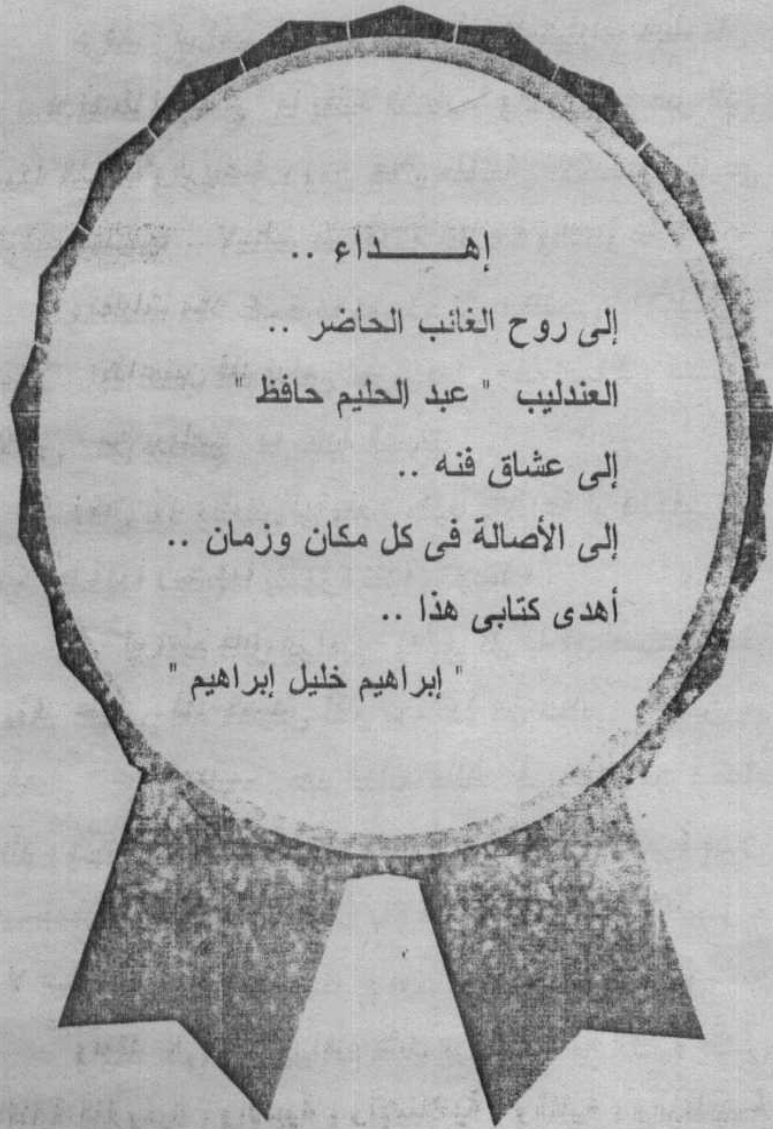 إهـــــداء ..
إلى روح الغائب الحاضر ..
العندليب " عبد الحليم حافظ "
إلى عشاق فنه ..
إلى الأصالة فى كل مكان وزمان ..
أهدى كتابى هذا ..
" إبراهيم خليل إبراهيم "